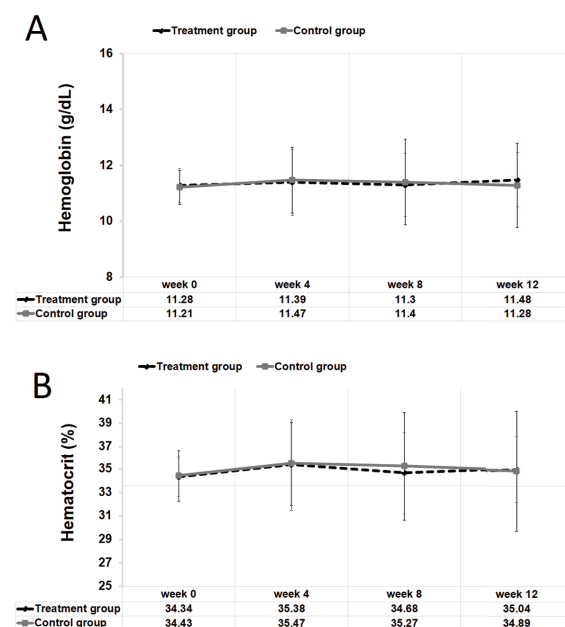 A
Treatment group Control group
16
14
12
10
8
Hemoglobin (g/dL)
week 0 week 4 week 8 week 12
Treatment group 11.28 11.39 11.3 11.48
Control group 11.21 11.47 11.4 11.28
B
Treatment group Control group
41
39
37
35
33
31
29
27
25
Hematocrit (%)
week 0 week 4 week 8 week 12
Treatment group 34.34 35.38 34.68 35.04
Control group 34.43 35.47 35.27 34.89